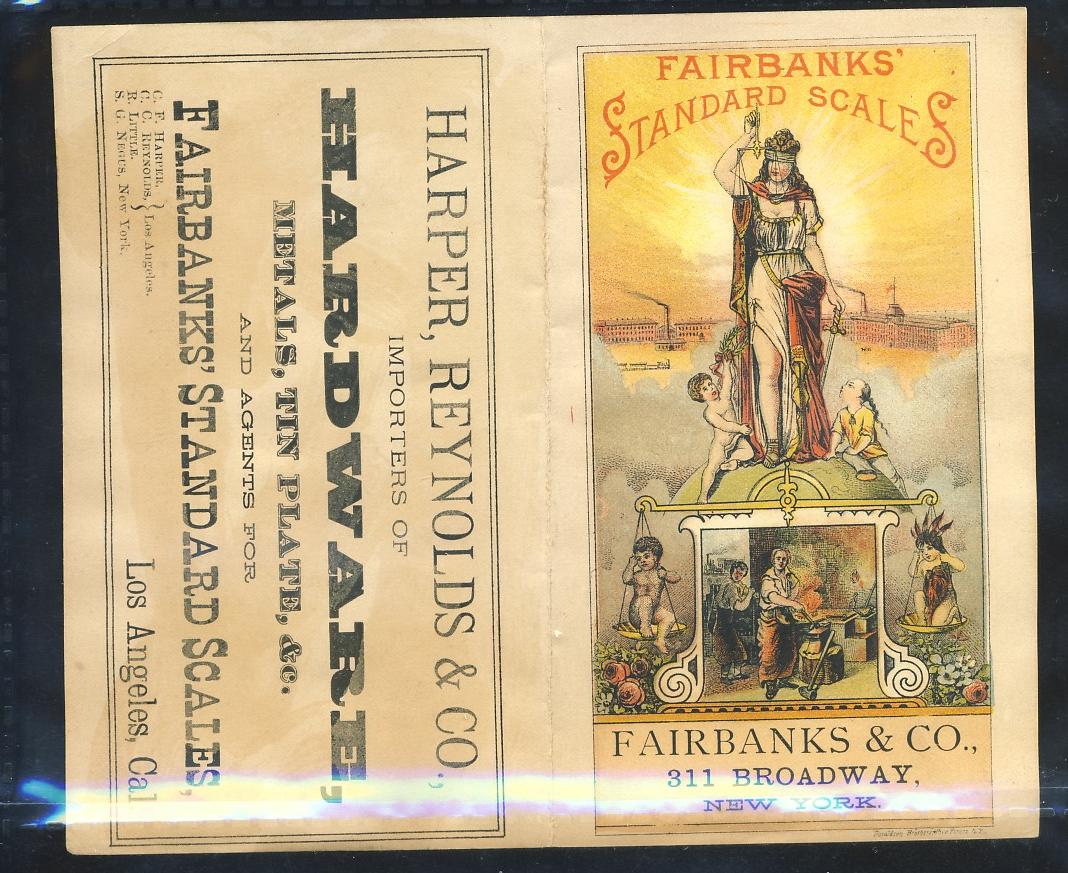 FAIRBANKS'
STANDARD SCALES
FAIRBANKS & CO.,
311 BROADWAY,
NEW YORK.
HARPER, REYNOLDS & CO.,
IMPORTERS OF
HARDWARE,
METALS, TIN PLATE, &c.
AND AGENTS FOR
FAIRBANKS' STANDARD SCALES,
C. F. HARPER,
C. C. REYNOLDS, } Los Angeles.
R. LITTLE.
S. G. NEGUS, New York.
Los Angeles, Cal